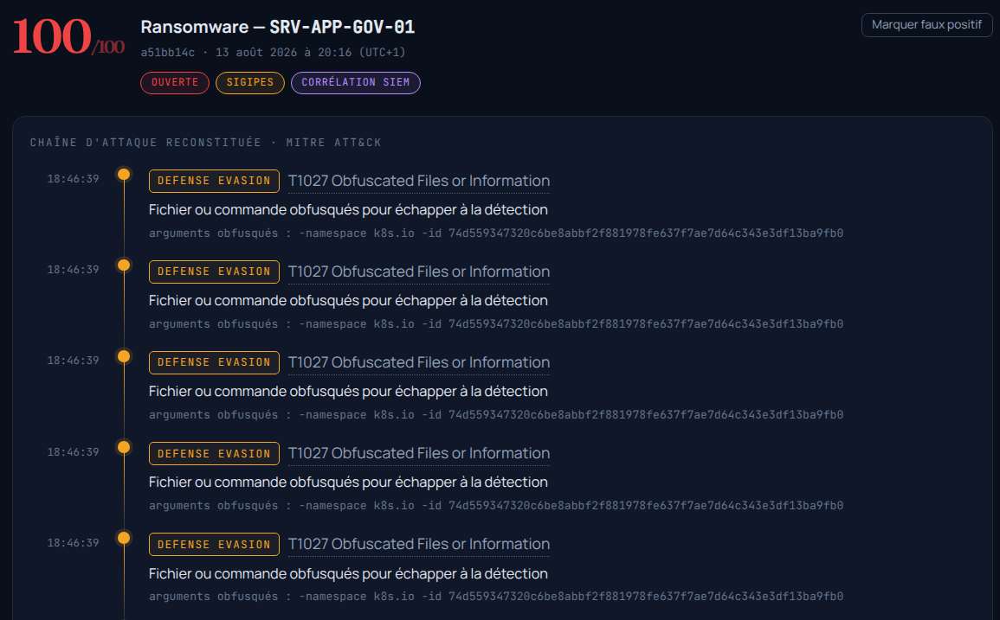 100/100
Ransomware — SRV-APP-GOV-01
Marquer faux positif
a51bb14c · 13 août 2026 à 20:16 (UTC+1)
OUVERTE SIGIPES CORRÉLATION SIEM
CHAÎNE D'ATTAQUE RECONSTITUÉE · MITRE ATT&CK
18:46:39 DEFENSE EVASION T1027 Obfuscated Files or Information
Fichier ou commande obfusqués pour échapper à la détection
arguments obfusqués : -namespace k8s.io -id 74d559347320c6be8abbf2f881978fe637f7ae7d64c343e3df13ba9fb0
18:46:39 DEFENSE EVASION T1027 Obfuscated Files or Information
Fichier ou commande obfusqués pour échapper à la détection
arguments obfusqués : -namespace k8s.io -id 74d559347320c6be8abbf2f881978fe637f7ae7d64c343e3df13ba9fb0
18:46:39 DEFENSE EVASION T1027 Obfuscated Files or Information
Fichier ou commande obfusqués pour échapper à la détection
arguments obfusqués : -namespace k8s.io -id 74d559347320c6be8abbf2f881978fe637f7ae7d64c343e3df13ba9fb0
18:46:39 DEFENSE EVASION T1027 Obfuscated Files or Information
Fichier ou commande obfusqués pour échapper à la détection
arguments obfusqués : -namespace k8s.io -id 74d559347320c6be8abbf2f881978fe637f7ae7d64c343e3df13ba9fb0
18:46:39 DEFENSE EVASION T1027 Obfuscated Files or Information
Fichier ou commande obfusqués pour échapper à la détection
arguments obfusqués : -namespace k8s.io -id 74d559347320c6be8abbf2f881978fe637f7ae7d64c343e3df13ba9fb0